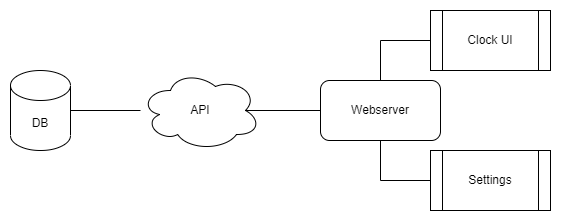 Clock UI
DB
API
Webserver
Settings